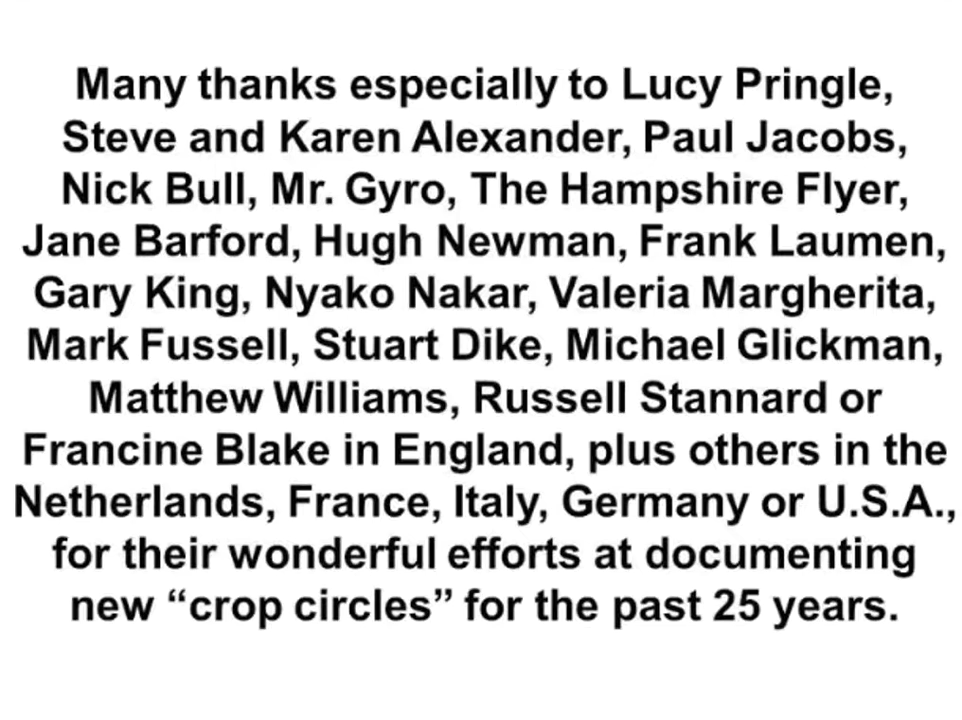 Many thanks especially to Lucy Pringle,
Steve and Karen Alexander, Paul Jacobs,
Nick Bull, Mr. Gyro, The Hampshire Flyer,
Jane Barford, Hugh Newman, Frank Laumen,
Gary King, Nyako Nakar, Valeria Margherita,
Mark Fussell, Stuart Dike, Michael Glickman,
Matthew Williams, Russell Stannard or
Francine Blake in England, plus others in the
Netherlands, France, Italy, Germany or U.S.A.,
for their wonderful efforts at documenting
new “crop circles” for the past 25 years.